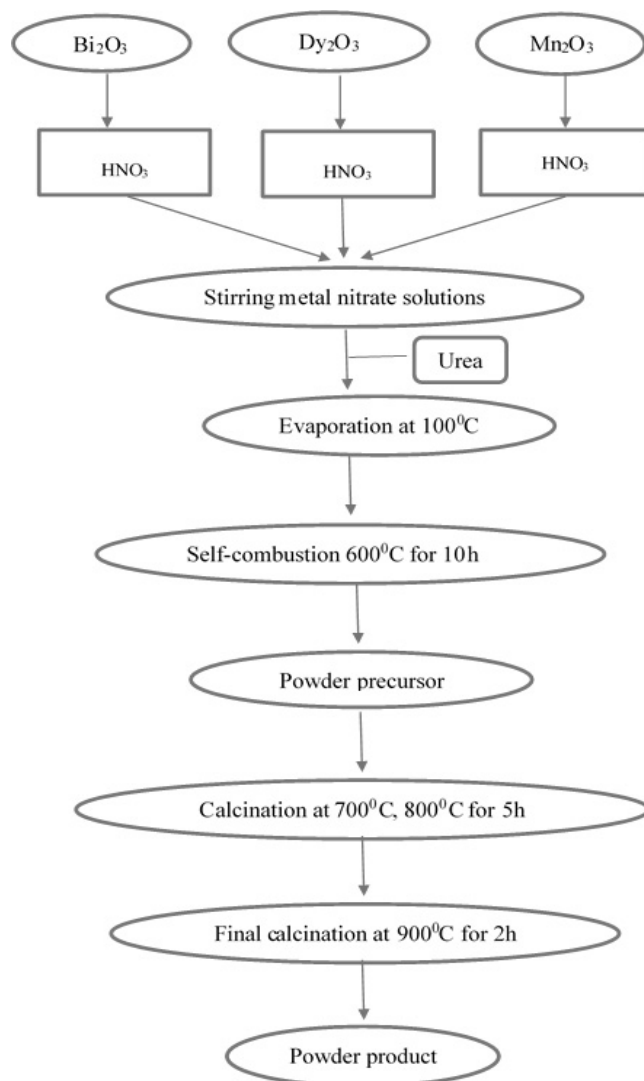 Bi₂O₃
Dy₂O₃
Mn₂O₃
HNO₃
HNO₃
HNO₃
Stirring metal nitrate solutions
Urea
Evaporation at 100⁰C
Self-combustion 600⁰C for 10h
Powder precursor
Calcination at 700⁰C, 800⁰C for 5h
Final calcination at 900⁰C for 2h
Powder product